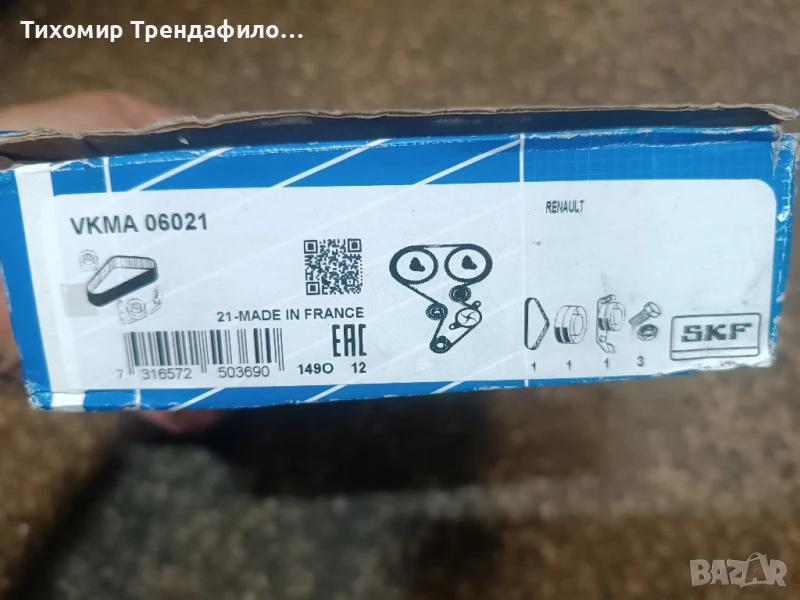 Тихомир Трендафило...
VKMA 06021
RENAULT
21-MADE IN FRANCE
EAC
7 316572 503690
149O 12
1 1 1 3
SKF
BAZAR